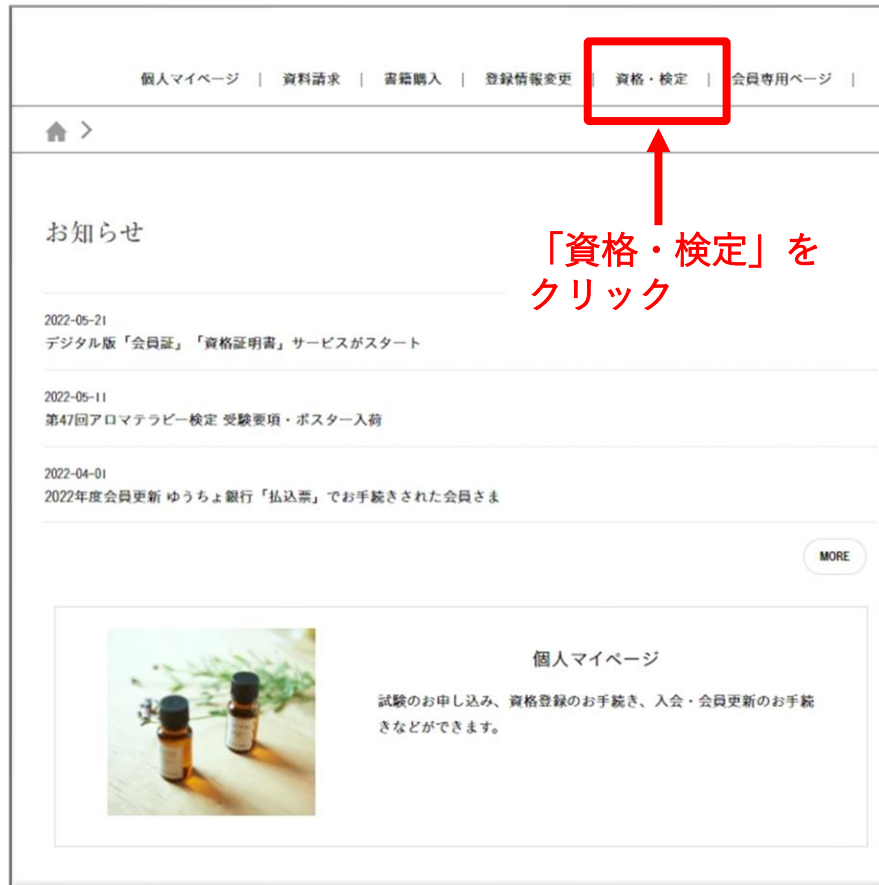 個人マイページ | 資料請求 | 書籍購入 | 登録情報変更 | 資格・検定 | 会員専用ページ |
お知らせ
「資格・検定」を
クリック
2022-05-21
デジタル版「会員証」「資格証明書」サービスがスタート
2022-05-11
第47回アロマテラピー検定 受験要項・ポスター入荷
2022-04-01
2022年度会員更新 ゆうちょ銀行「払込票」でお手続きされた会員さま
MORE
個人マイページ
試験のお申し込み、資格登録のお手続き、入会・会員更新のお手続
きなどができます。